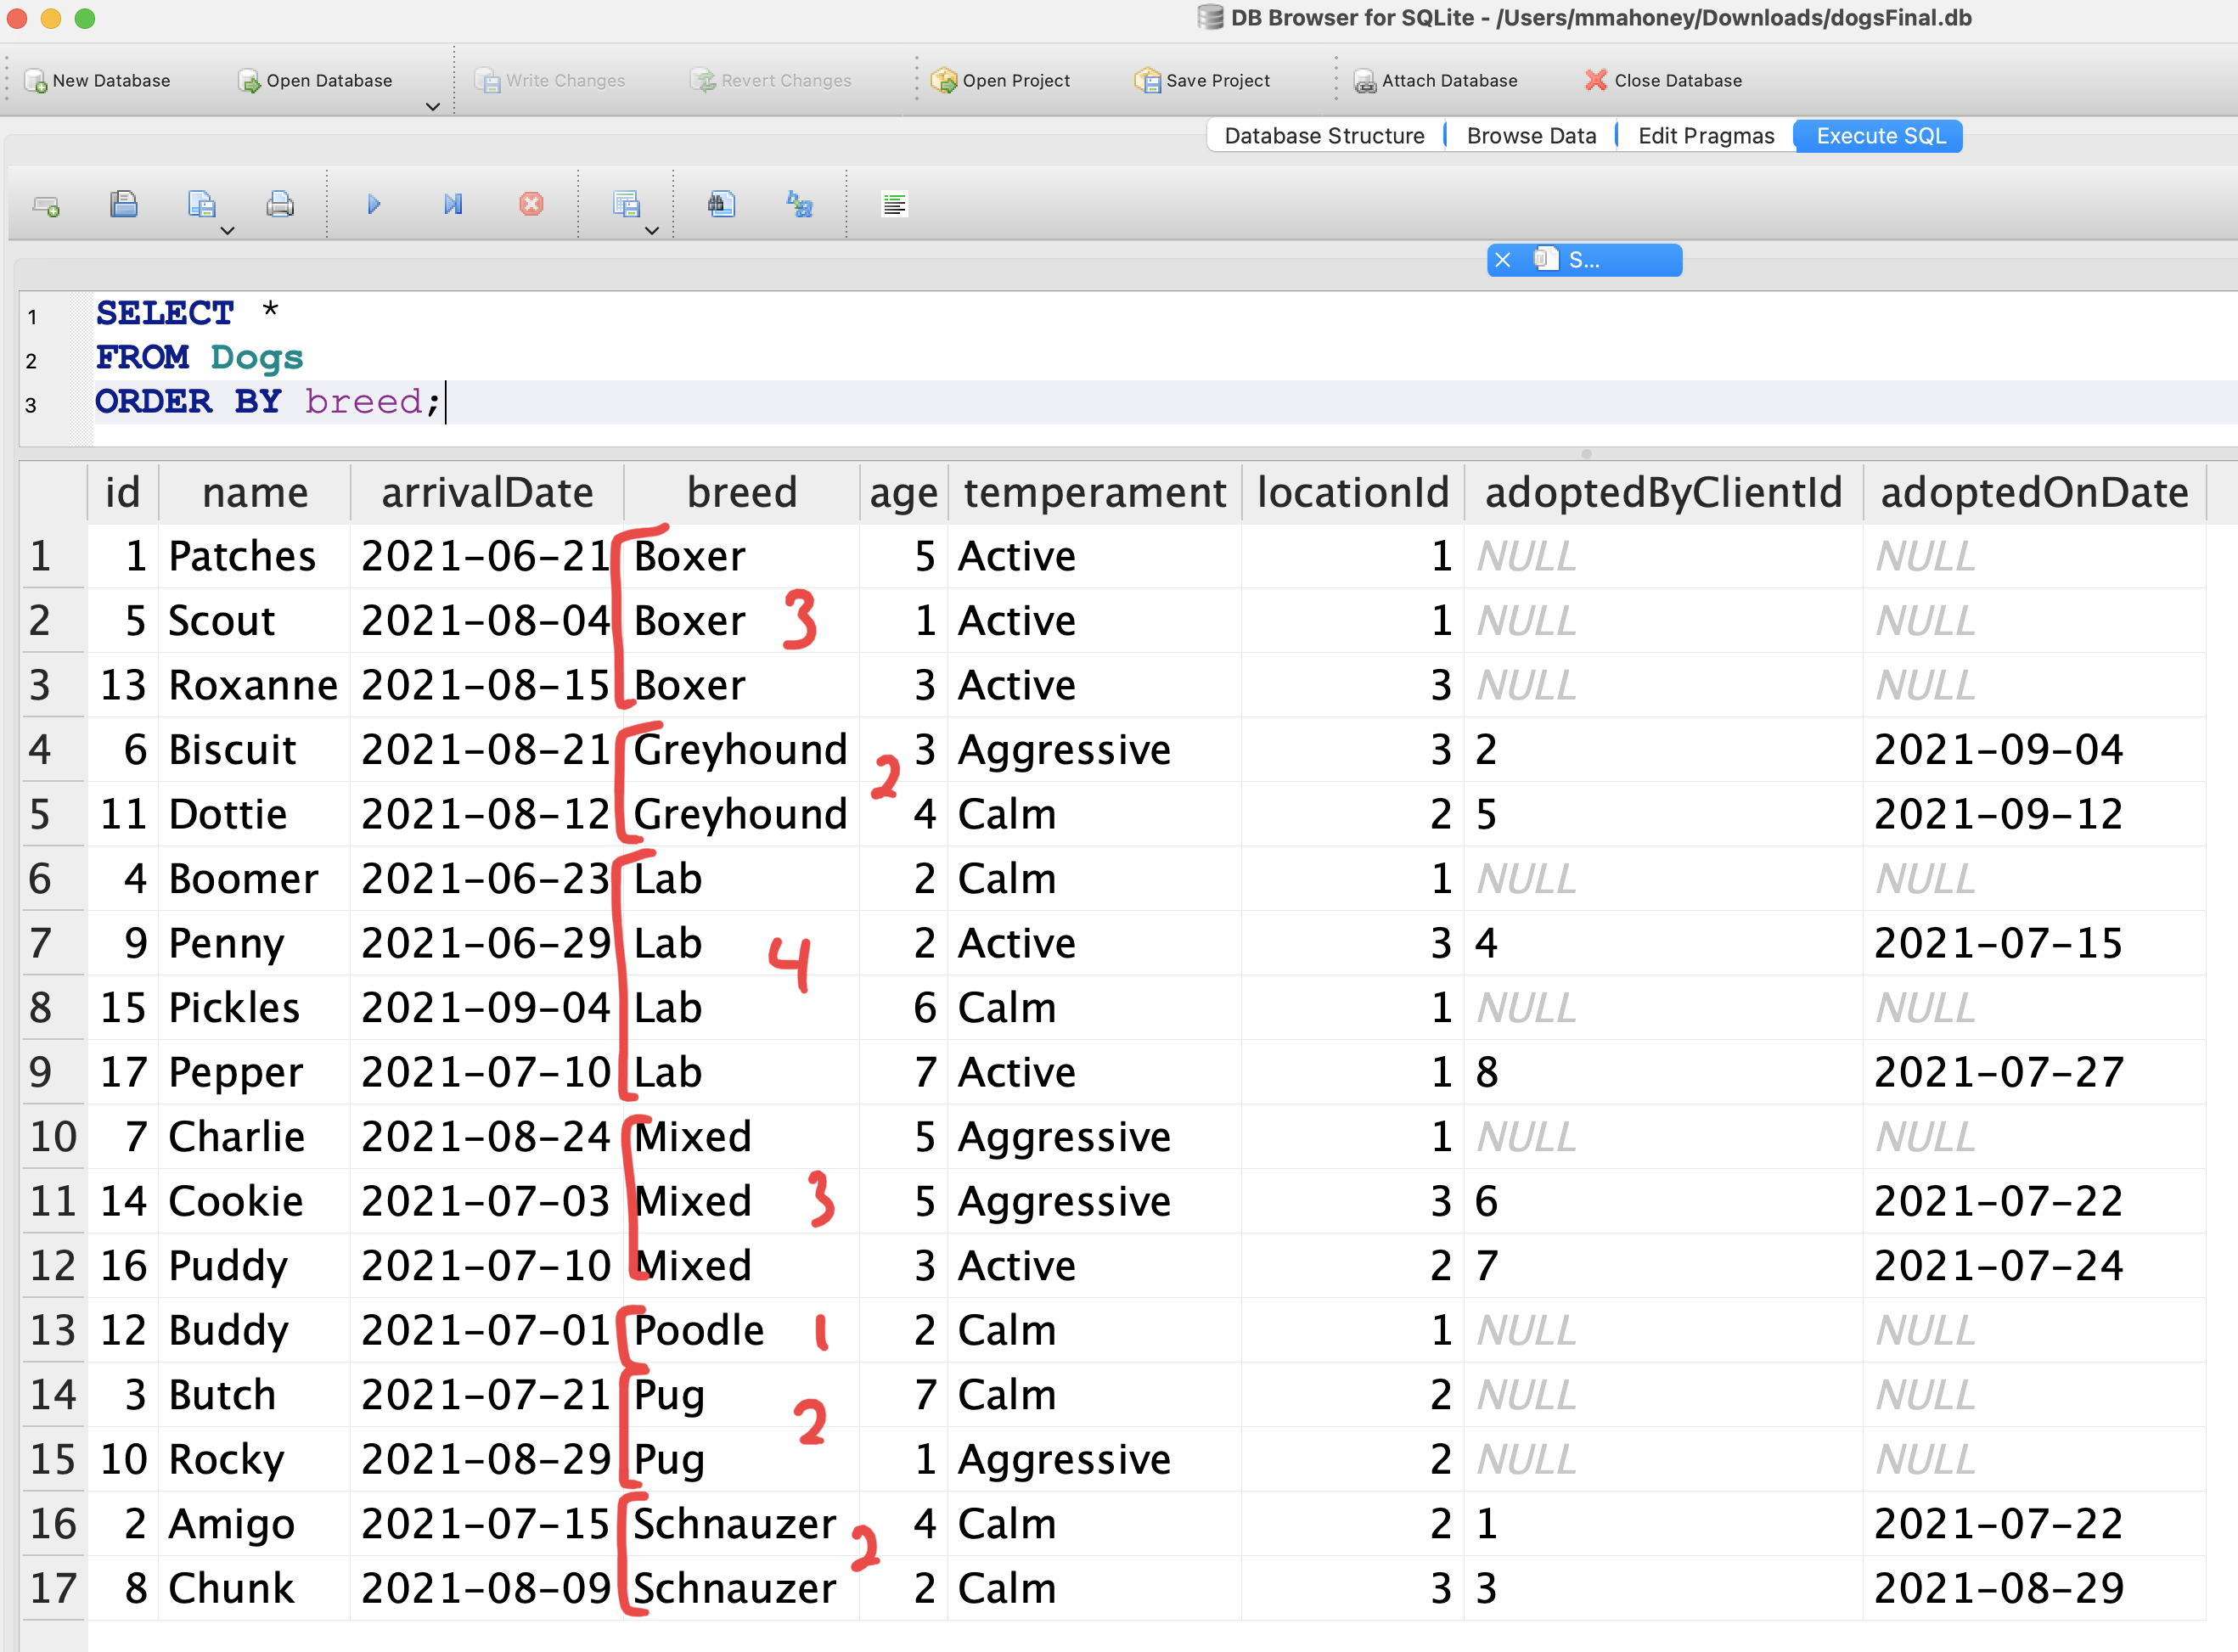 DB Browser for SQLite - /Users/mmahoney/Downloads/dogsFinal.db
New Database Open Database Write Changes Revert Changes Open Project Save Project Attach Database Close Database
Database Structure Browse Data Edit Pragmas Execute SQL
S...
1 SELECT *
2 FROM Dogs
3 ORDER BY breed;
id name arrivalDate breed age temperament locationId adoptedByClientId adoptedOnDate
1 1 Patches 2021-06-21 Boxer 5 Active 1 NULL NULL
2 5 Scout 2021-08-04 Boxer 3 1 Active 1 NULL NULL
3 13 Roxanne 2021-08-15 Boxer 3 Active 3 NULL NULL
4 6 Biscuit 2021-08-21 Greyhound 2 3 Aggressive 3 2 2021-09-04
5 11 Dottie 2021-08-12 Greyhound 4 Calm 2 5 2021-09-12
6 4 Boomer 2021-06-23 Lab 2 Calm 1 NULL NULL
7 9 Penny 2021-06-29 Lab 4 2 Active 3 4 2021-07-15
8 15 Pickles 2021-09-04 Lab 6 Calm 1 NULL NULL
9 17 Pepper 2021-07-10 Lab 7 Active 1 8 2021-07-27
10 7 Charlie 2021-08-24 Mixed 5 Aggressive 1 NULL NULL
11 14 Cookie 2021-07-03 Mixed 3 5 Aggressive 3 6 2021-07-22
12 16 Puddy 2021-07-10 Mixed 3 Active 2 7 2021-07-24
13 12 Buddy 2021-07-01 Poodle 1 2 Calm 1 NULL NULL
14 3 Butch 2021-07-21 Pug 2 7 Calm 2 NULL NULL
15 10 Rocky 2021-08-29 Pug 1 Aggressive 2 NULL NULL
16 2 Amigo 2021-07-15 Schnauzer 2 4 Calm 2 1 2021-07-22
17 8 Chunk 2021-08-09 Schnauzer 2 Calm 3 3 2021-08-29